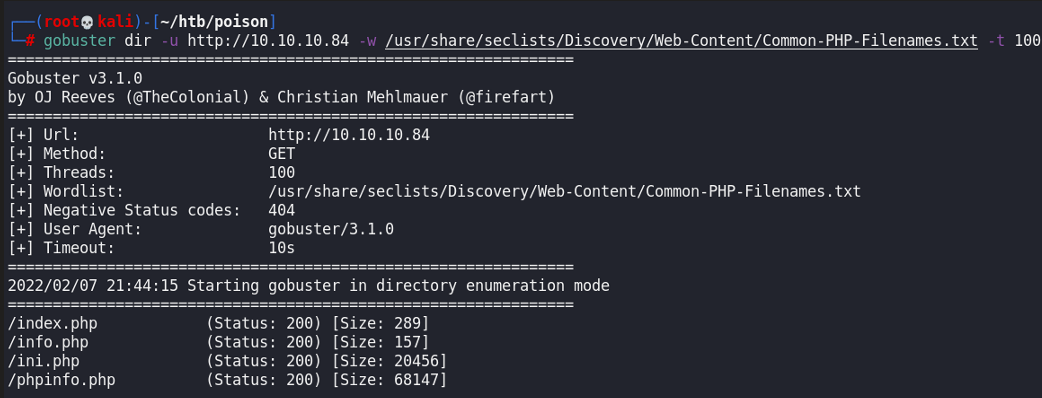 ┌──(root💀kali)-[~/htb/poison]
└─# gobuster dir -u http://10.10.10.84 -w /usr/share/seclists/Discovery/Web-Content/Common-PHP-Filenames.txt -t 100
===============================================================
Gobuster v3.1.0
by OJ Reeves (@TheColonial) & Christian Mehlmauer (@firefart)
===============================================================
[+] Url:                     http://10.10.10.84
[+] Method:                  GET
[+] Threads:                 100
[+] Wordlist:                /usr/share/seclists/Discovery/Web-Content/Common-PHP-Filenames.txt
[+] Negative Status codes:   404
[+] User Agent:              gobuster/3.1.0
[+] Timeout:                 10s
===============================================================
2022/02/07 21:44:15 Starting gobuster in directory enumeration mode
===============================================================
/index.php            (Status: 200) [Size: 289]
/info.php             (Status: 200) [Size: 157]
/ini.php              (Status: 200) [Size: 20456]
/phpinfo.php          (Status: 200) [Size: 68147]